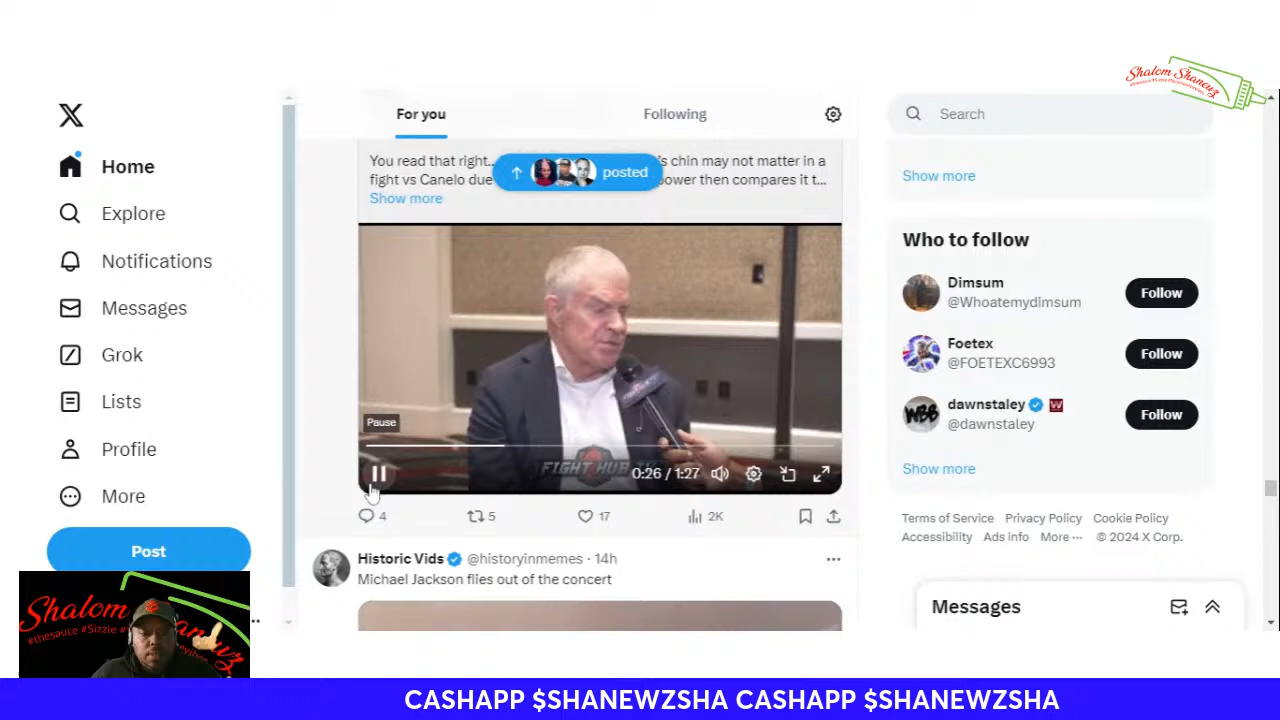 Shalom Shancuz
For you
Following
Search
Home
Explore
Notifications
Messages
Grok
Lists
Profile
More
Post
You read that right..
's chin may not matter in a
posted
fight vs Canelo due
power then compares it t...
Show more
Pause
FIGHT HUB TV
0:26 / 1:27
4
5
17
2K
Historic Vids @historyinmemes · 14h
Michael Jackson flies out of the concert
Show more
Who to follow
Dimsum
@Whoatemydimsum
Follow
Foetex
@FOETEXC6993
Follow
dawnstaley
@dawnstaley
Follow
Show more
Terms of Service Privacy Policy Cookie Policy
Accessibility Ads info More ··· © 2024 X Corp.
Messages
Shalom
#thesauce #Sizzle
CASHAPP $SHANEWZSHA CASHAPP $SHANEWZSHA